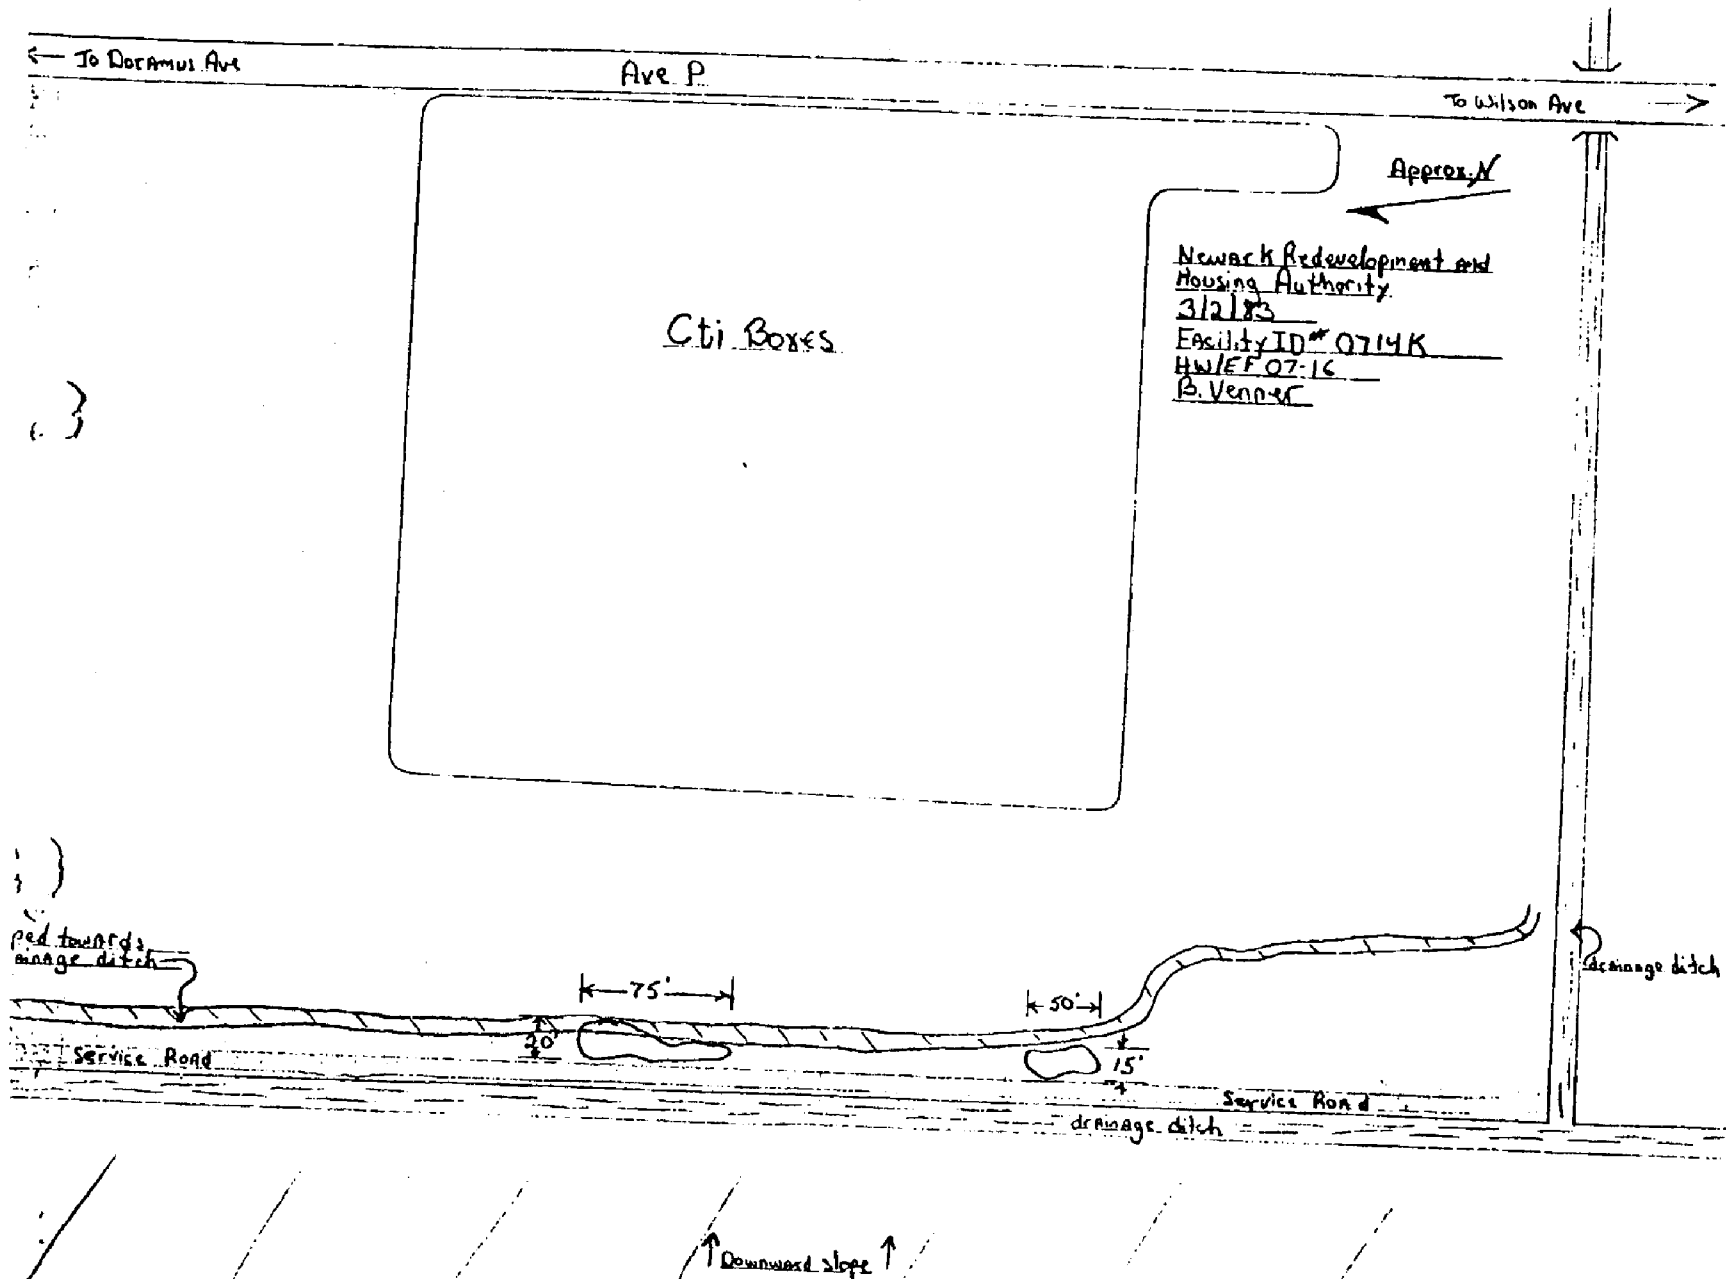 ← To Doramus Ave
Ave P.
To Wilson Ave →
Approx. N
Newark Redevelopment and
Housing Authority
3/2/83
Facility ID# 0714K
HW/EF 07-16
B. Venner
Cti Boxes
ped towards
ainage ditch
drainage ditch
75'
50'
20'
15'
Service Road
Service Road
drainage ditch
↑ Downward slope ↑